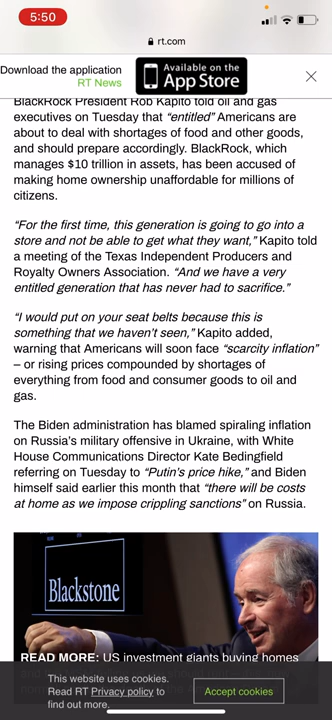 5:50
rt.com
Download the application
RT News
Available on the
App Store
BlackRock President Rob Kapito told oil and gas
executives on Tuesday that “entitled” Americans are
about to deal with shortages of food and other goods,
and should prepare accordingly. BlackRock, which
manages $10 trillion in assets, has been accused of
making home ownership unaffordable for millions of
citizens.
“For the first time, this generation is going to go into a
store and not be able to get what they want,” Kapito told
a meeting of the Texas Independent Producers and
Royalty Owners Association. “And we have a very
entitled generation that has never had to sacrifice.”
“I would put on your seat belts because this is
something that we haven’t seen,” Kapito added,
warning that Americans will soon face “scarcity inflation”
– or rising prices compounded by shortages of
everything from food and consumer goods to oil and
gas.
The Biden administration has blamed spiraling inflation
on Russia’s military offensive in Ukraine, with White
House Communications Director Kate Bedingfield
referring on Tuesday to “Putin’s price hike,” and Biden
himself said earlier this month that “there will be costs
at home as we impose crippling sanctions” on Russia.
Blackstone
READ MORE: US investment giants buying homes
This website uses cookies.
Read RT Privacy policy to
find out more.
Accept cookies